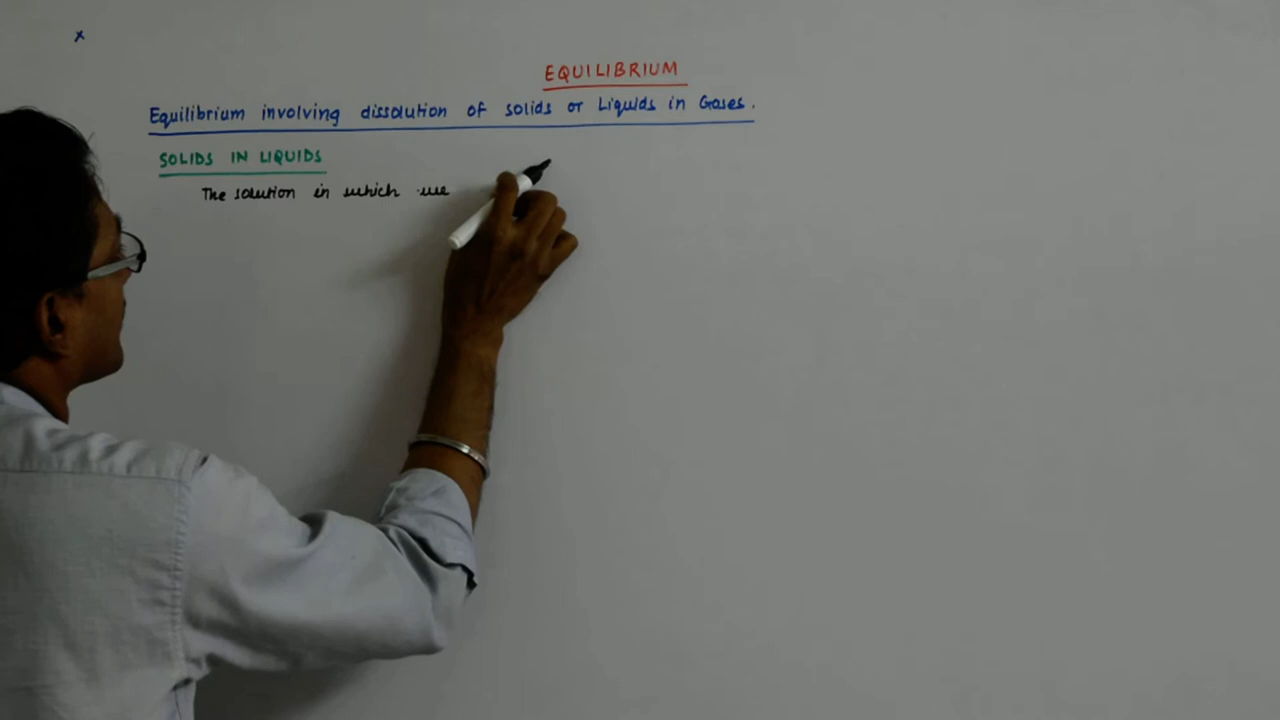 x
EQUILIBRIUM
Equilibrium involving dissolution of solids or Liquids in Gases.
SOLIDS IN LIQUIDS
The solution in which we